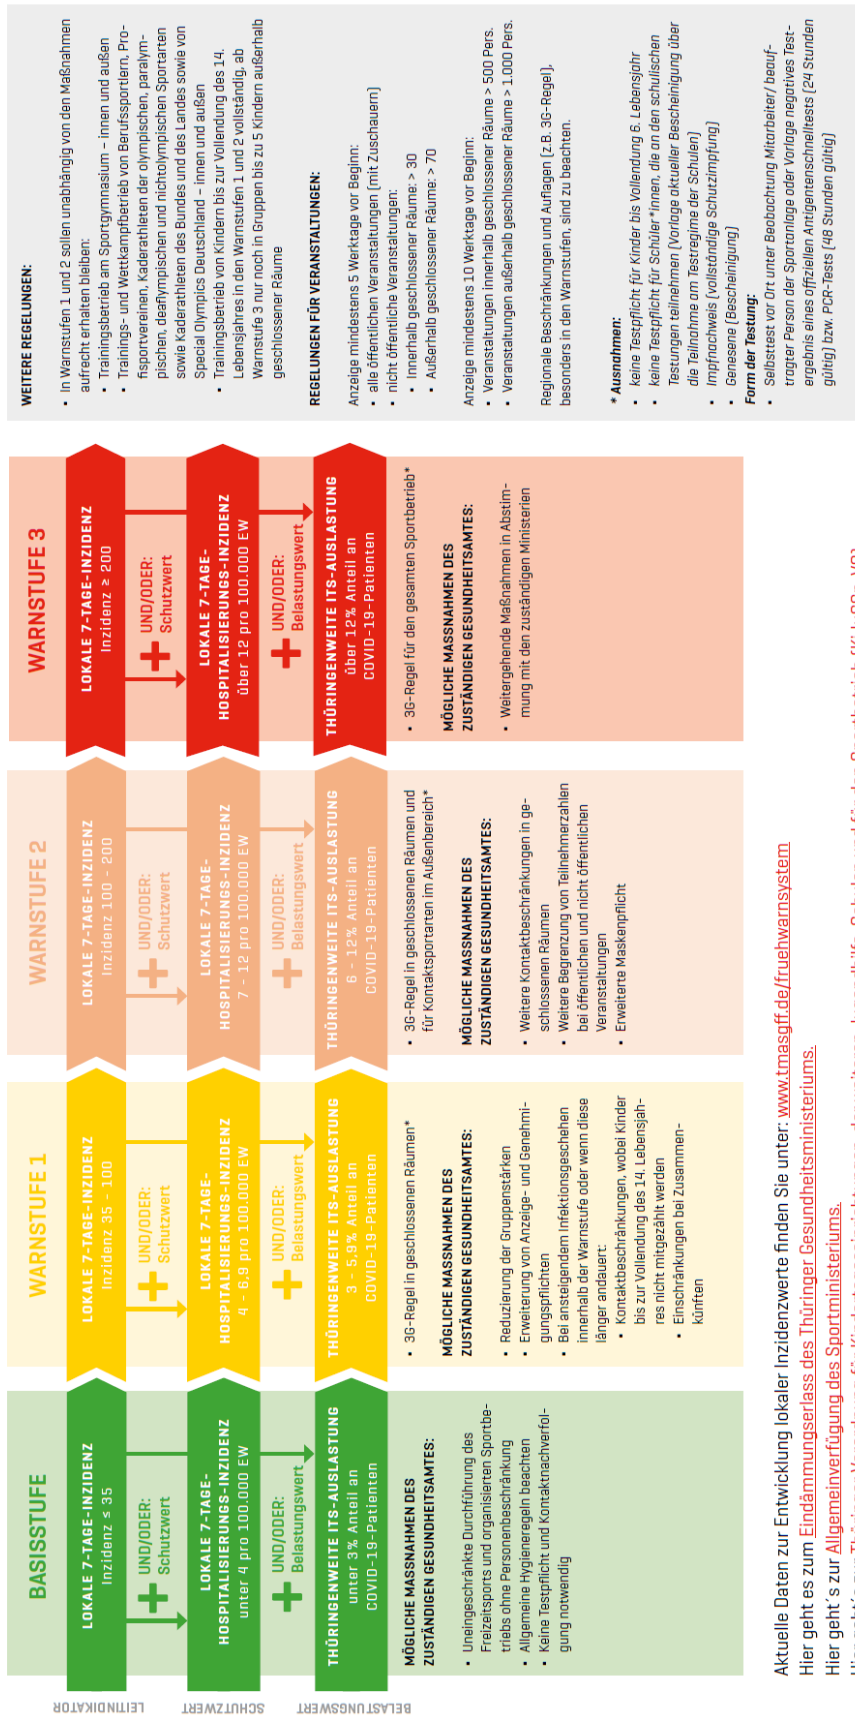 BASISSTUFE
LEITINDIKATOR
LOKALE 7-TAGE-INZIDENZ
Inzidenz ≤ 35
UND/ODER:
Schutzwert
SCHUTZWERT
LOKALE 7-TAGE-
HOSPITALISIERUNGS-INZIDENZ
unter 4 pro 100.000 EW
UND/ODER:
Belastungswert
BELASTUNGSWERT
THÜRINGENWEITE ITS-AUSLASTUNG
unter 3% Anteil an
COVID-19-Patienten
MÖGLICHE MASSNAHMEN DES
ZUSTÄNDIGEN GESUNDHEITSAMTES:
• Uneingeschränkte Durchführung des
Freizeitsports und organisierten Sportbe-
triebs ohne Personenbeschränkung
• Allgemeine Hygieneregeln beachten
• Keine Testpflicht und Kontaktnachverfol-
gung notwendig
WARNSTUFE 1
LOKALE 7-TAGE-INZIDENZ
Inzidenz 35 - 100
UND/ODER:
Schutzwert
LOKALE 7-TAGE-
HOSPITALISIERUNGS-INZIDENZ
4 - 6,9 pro 100.000 EW
UND/ODER:
Belastungswert
THÜRINGENWEITE ITS-AUSLASTUNG
3 - 5,9% Anteil an
COVID-19-Patienten
• 3G-Regel in geschlossenen Räumen*
MÖGLICHE MASSNAHMEN DES
ZUSTÄNDIGEN GESUNDHEITSAMTES:
• Reduzierung der Gruppenstärken
• Erweiterung von Anzeige- und Genehmi-
gungspflichten
• Bei ansteigendem Infektionsgeschehen
innerhalb der Warnstufe oder wenn diese
länger andauert:
• Kontaktbeschränkungen, wobei Kinder
bis zur Vollendung des 14. Lebensjah-
res nicht mitgezählt werden
• Einschränkungen bei Zusammen-
künften
WARNSTUFE 2
LOKALE 7-TAGE-INZIDENZ
Inzidenz 100 - 200
UND/ODER:
Schutzwert
LOKALE 7-TAGE-
HOSPITALISIERUNGS-INZIDENZ
7 - 12 pro 100.000 EW
UND/ODER:
Belastungswert
THÜRINGENWEITE ITS-AUSLASTUNG
6 - 12% Anteil an
COVID-19-Patienten
• 3G-Regel in geschlossenen Räumen und
für Kontaktsportarten im Außenbereich*
MÖGLICHE MASSNAHMEN DES
ZUSTÄNDIGEN GESUNDHEITSAMTES:
• Weitere Kontaktbeschränkungen in ge-
schlossenen Räumen
• Weitere Begrenzung von Teilnehmerzahlen
bei öffentlichen und nicht öffentlichen
Veranstaltungen
• Erweiterte Maskenpflicht
WARNSTUFE 3
LOKALE 7-TAGE-INZIDENZ
Inzidenz ≥ 200
UND/ODER:
Schutzwert
LOKALE 7-TAGE-
HOSPITALISIERUNGS-INZIDENZ
über 12 pro 100.000 EW
UND/ODER:
Belastungswert
THÜRINGENWEITE ITS-AUSLASTUNG
über 12% Anteil an
COVID-19-Patienten
• 3G-Regel für den gesamten Sportbetrieb*
MÖGLICHE MASSNAHMEN DES
ZUSTÄNDIGEN GESUNDHEITSAMTES:
• Weitergehende Maßnahmen in Abstim-
mung mit den zuständigen Ministerien
WEITERE REGELUNGEN:
• In Warnstufen 1 und 2 sollen unabhängig von den Maßnahmen
aufrecht erhalten bleiben:
• Trainingsbetrieb am Sportgymnasium – innen und außen
• Trainings- und Wettkampfbetrieb von Berufssportlern, Pro-
fisportvereinen, Kaderathleten der olympischen, paralym-
pischen, deaflympischen und nichtolympischen Sportarten
sowie Kaderathleten des Bundes und des Landes sowie von
Special Olympics Deutschland – innen und außen
• Trainingsbetrieb von Kindern bis zur Vollendung des 14.
Lebensjahres in den Warnstufen 1 und 2 vollständig, ab
Warnstufe 3 nur noch in Gruppen bis zu 5 Kindern außerhalb
geschlossener Räume
REGELUNGEN FÜR VERANSTALTUNGEN:
Anzeige mindestens 5 Werktage vor Beginn:
• alle öffentlichen Veranstaltungen (mit Zuschauern)
• nicht öffentliche Veranstaltungen:
• Innerhalb geschlossener Räume: > 30
• Außerhalb geschlossener Räume: > 70
Anzeige mindestens 10 Werktage vor Beginn:
• Veranstaltungen innerhalb geschlossener Räume > 500 Pers.
• Veranstaltungen außerhalb geschlossener Räume > 1.000 Pers.
Regionale Beschränkungen und Auflagen (z.B. 3G-Regel),
besonders in den Warnstufen, sind zu beachten.
* Ausnahmen:
• keine Testpflicht für Kinder bis Vollendung 6. Lebensjahr
• keine Testpflicht für Schüler*innen, die an den schulischen
Testungen teilnehmen (Vorlage aktueller Bescheinigung über
die Teilnahme am Testregime der Schulen)
• Impfnachweis (vollständige Schutzimpfung)
• Genesene (Bescheinigung)
Form der Testung:
• Selbsttest vor Ort unter Beobachtung Mitarbeiter/ beauf-
tragter Person der Sportanlage oder Vorlage negatives Test-
ergebnis eines offiziellen Antigentenschnelltests (24 Stunden
gültig) bzw. PCR-Tests (48 Stunden gültig)
Aktuelle Daten zur Entwicklung lokaler Inzidenzwerte finden Sie unter: www.tmasgff.de/fruehwarnsystem
Hier geht es zum Eindämmungserlass des Thüringer Gesundheitsministeriums.
Hier geht´s zur Allgemeinverfügung des Sportministeriums.